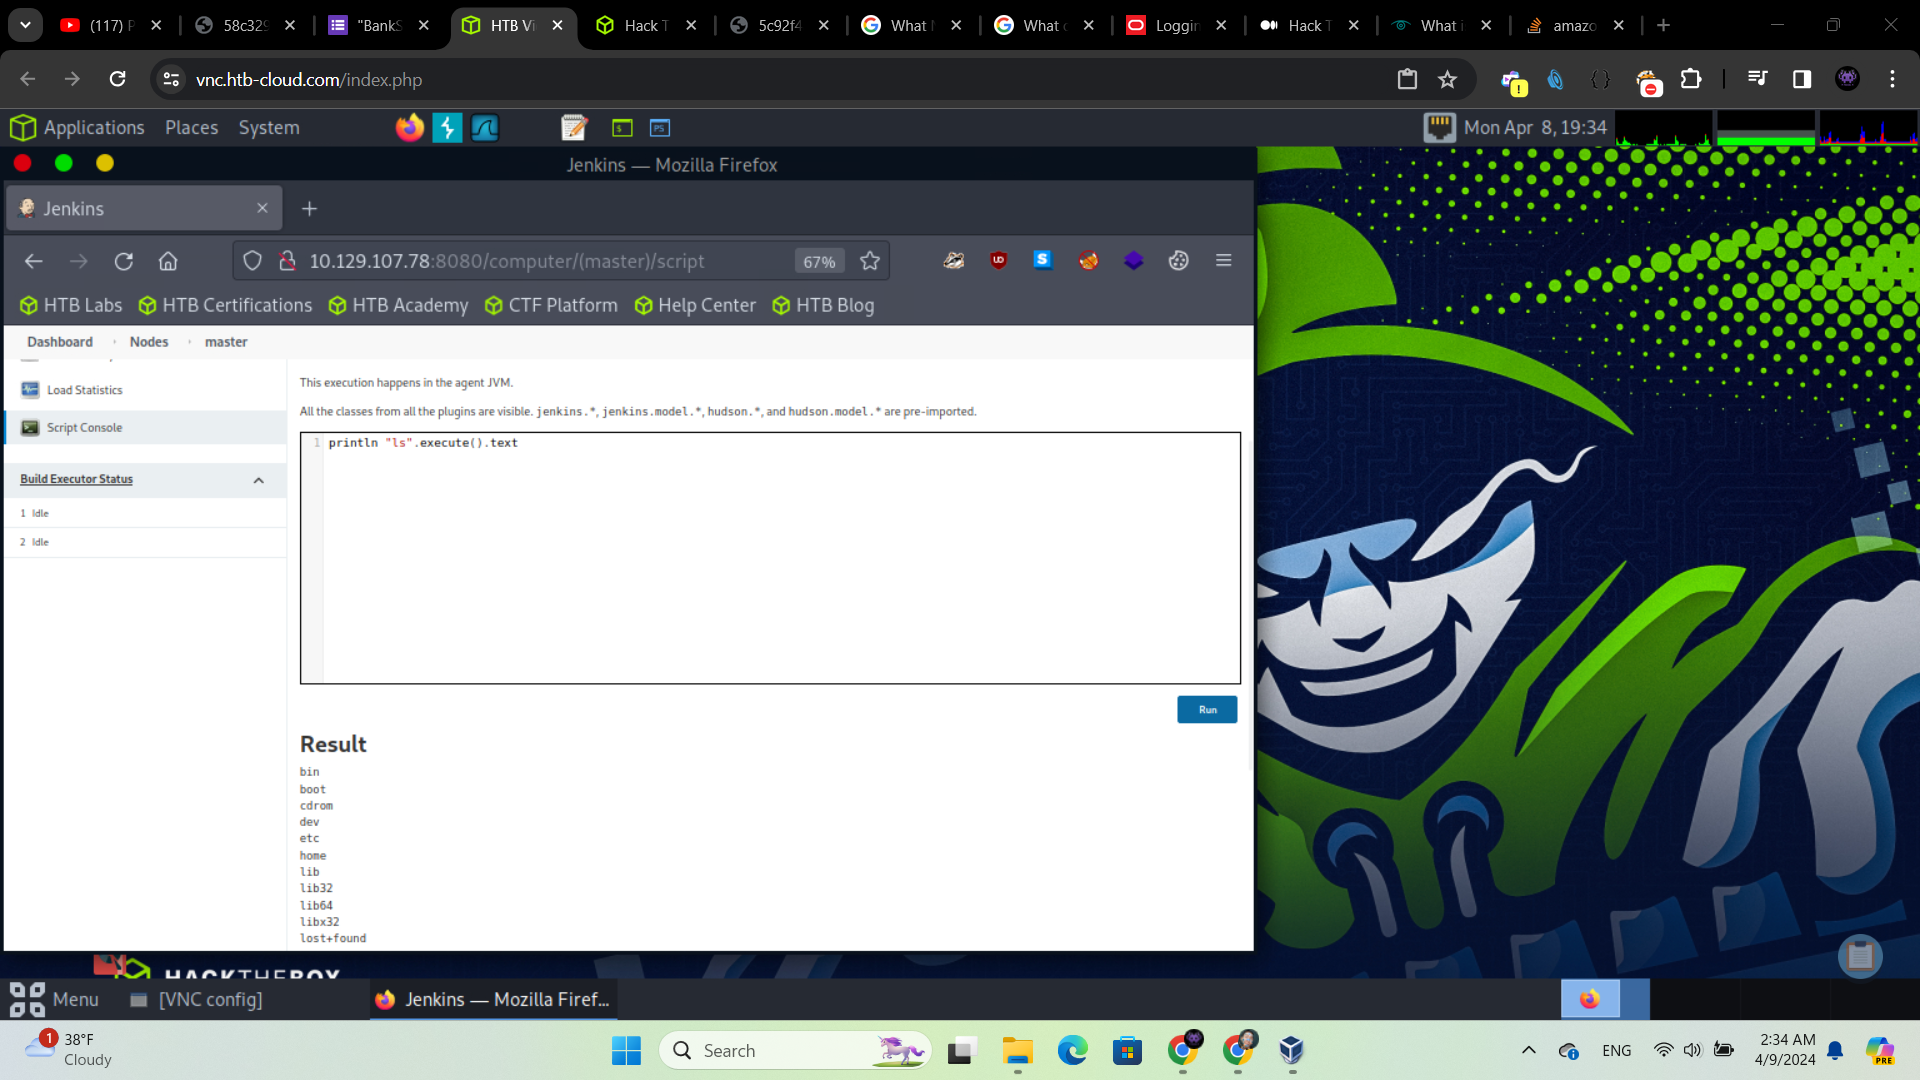 (117) P
58c329
"BankS
HTB Vi
Hack T
5c92f4
What N
What c
Loggin
Hack T
What i
amazo
vnc.htb-cloud.com/index.php
Applications Places System
$
PS
Mon Apr 8, 19:34
Jenkins — Mozilla Firefox
Jenkins
10.129.107.78:8080/computer/(master)/script
67%
HTB Labs HTB Certifications HTB Academy CTF Platform Help Center HTB Blog
Dashboard Nodes master
Load Statistics
Script Console
Build Executor Status
1 Idle
2 Idle
This execution happens in the agent JVM.
All the classes from all the plugins are visible. jenkins.*, jenkins.model.*, hudson.*, and hudson.model.* are pre-imported.
1 println "ls".execute().text
Run
Result
bin
boot
cdrom
dev
etc
home
lib
lib32
lib64
libx32
lost+found
HACKTHEBOX
Menu
[VNC config]
Jenkins — Mozilla Firef...
1
38°F
Cloudy
Search
ENG
2:34 AM
4/9/2024
PRE